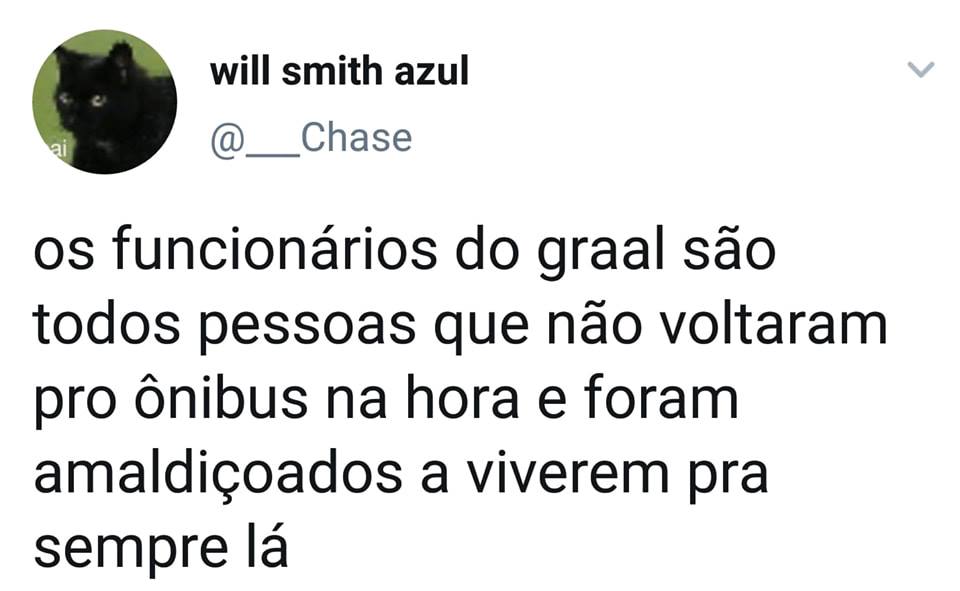 will smith azul
@___Chase
ai
os funcionários do graal são
todos pessoas que não voltaram
pro ônibus na hora e foram
amaldiçoados a viverem pra
sempre lá